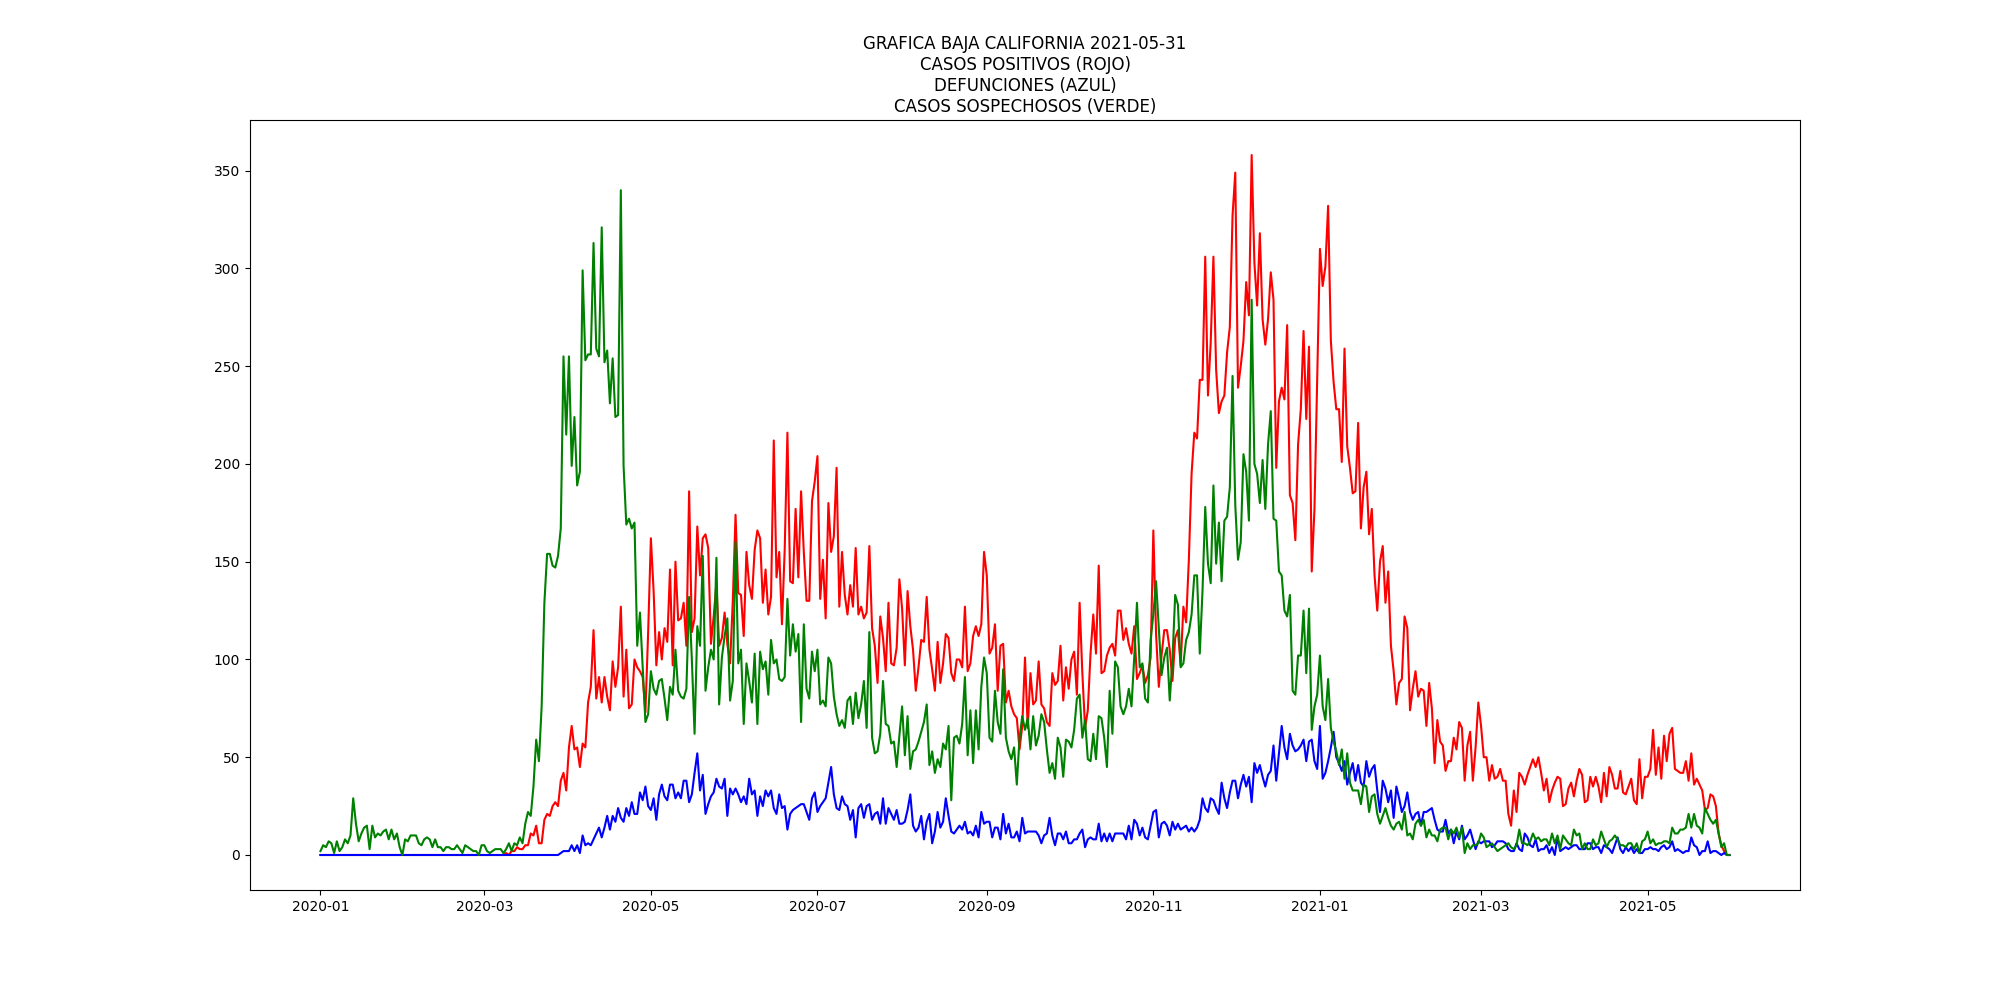 GRAFICA BAJA CALIFORNIA 2021-05-31
CASOS POSITIVOS (ROJO)
DEFUNCIONES (AZUL)
CASOS SOSPECHOSOS (VERDE)
350
300
250
200
150
100
50
0
2020-01 2020-03 2020-05 2020-07 2020-09 2020-11 2021-01 2021-03 2021-05